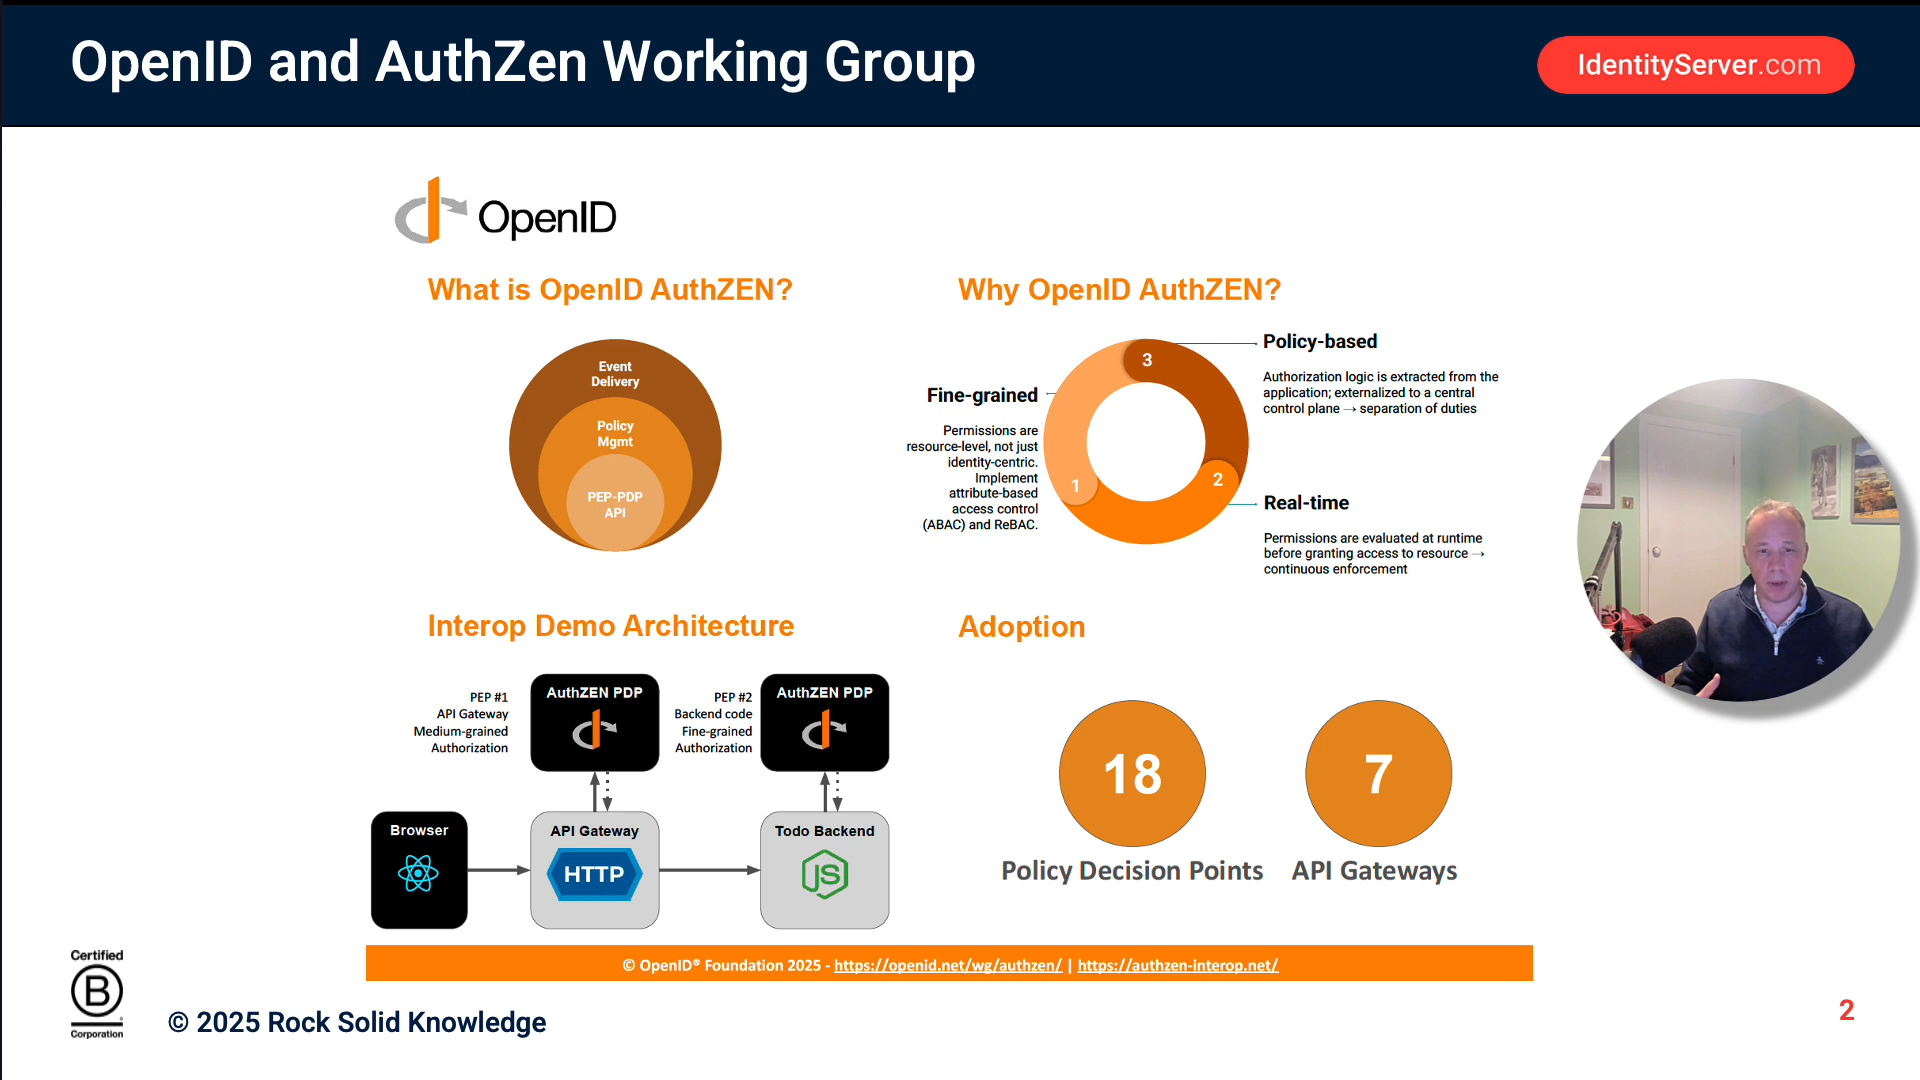 OpenID and AuthZen Working Group
IdentityServer.com
OpenID
What is OpenID AuthZEN?
Event
Delivery
Policy
Mgmt
PEP-PDP
API
Why OpenID AuthZEN?
Fine-grained
Permissions are
resource-level, not just
identity-centric.
Implement
attribute-based
access control
(ABAC) and ReBAC.
1
2
3
Policy-based
Authorization logic is extracted from the
application; externalized to a central
control plane → separation of duties
Real-time
Permissions are evaluated at runtime
before granting access to resource →
continuous enforcement
Interop Demo Architecture
PEP #1
API Gateway
Medium-grained
Authorization
AuthZEN PDP
PEP #2
Backend code
Fine-grained
Authorization
AuthZEN PDP
Browser
API Gateway
HTTP
Todo Backend
JS
Adoption
18
Policy Decision Points
7
API Gateways
© OpenID® Foundation 2025 - https://openid.net/wg/authzen/ | https://authzen-interop.net/
Certified
B
Corporation
© 2025 Rock Solid Knowledge
2